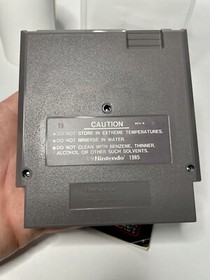 CAUTION
REV-A
● DO NOT STORE IN EXTREME TEMPERATURES.
● DO NOT IMMERSE IN WATER.
● DO NOT CLEAN WITH BENZENE, THINNER,
ALCOHOL OR OTHER SUCH SOLVENTS.
Nintendo 1985